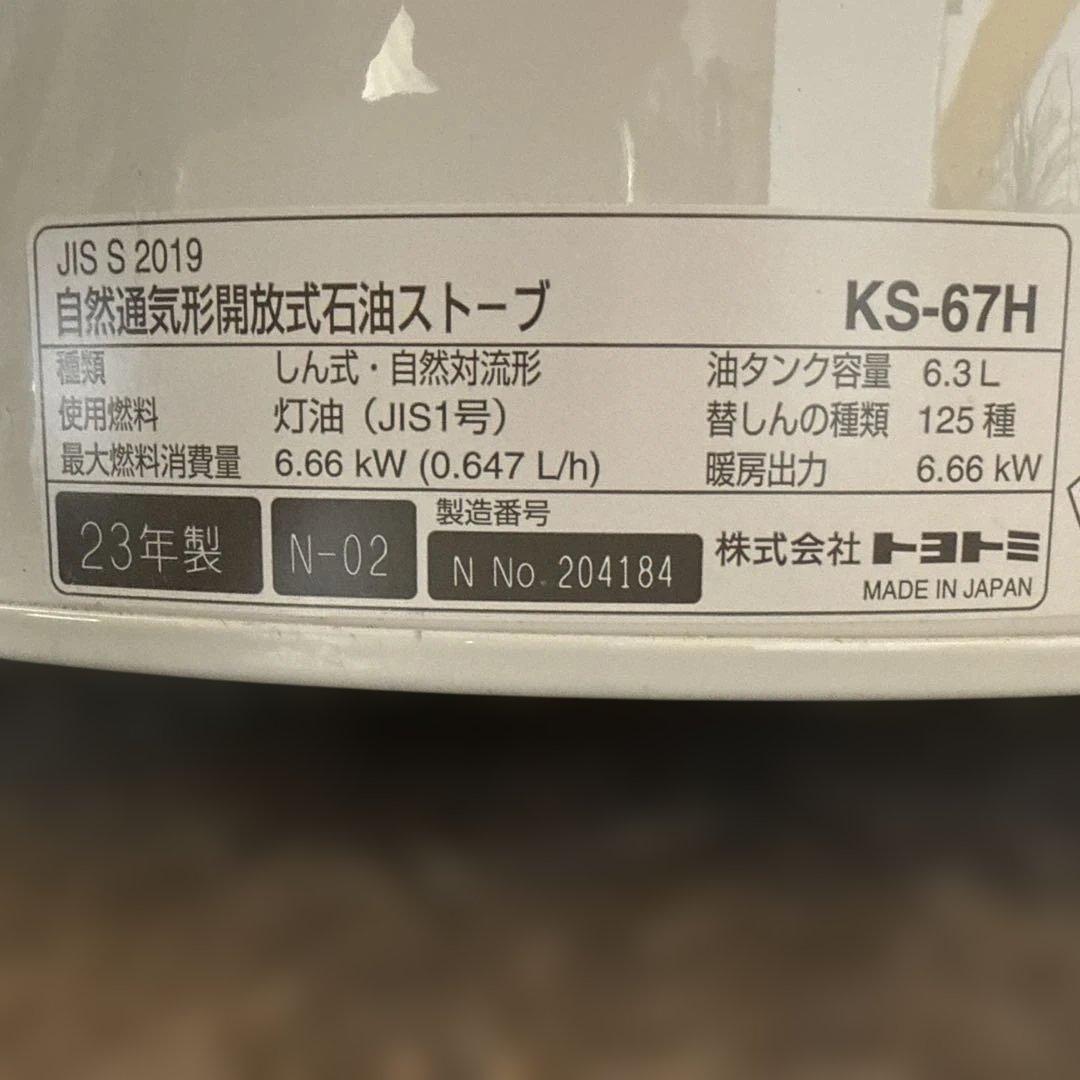 JIS S 2019
自然通気形開放式石油ストーブ KS-67H
種類 しん式・自然対流形 油タンク容量 6.3 L
使用燃料 灯油（JIS1号） 替しんの種類 125 種
最大燃料消費量 6.66 kW (0.647 L/h) 暖房出力 6.66 kW
製造番号
23年製 N-02 N No. 204184 株式会社 トヨトミ
MADE IN JAPAN